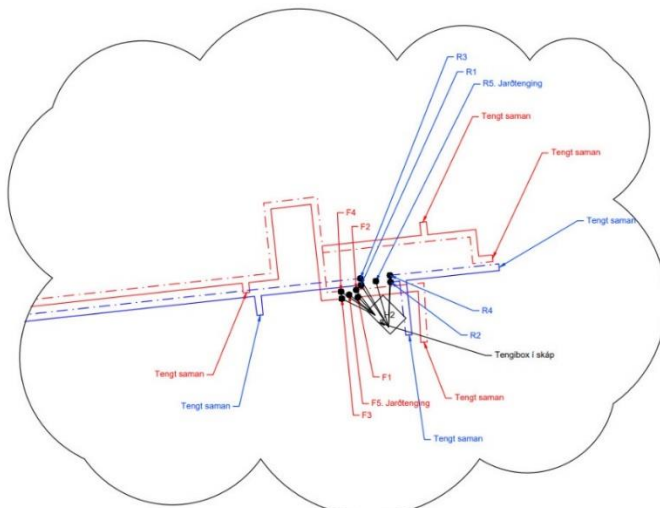 R3
R1
R5. Jarðtenging
Tengt saman
Tengt saman
Tengt saman
F4
F2
R4
R2
Tengibox í skáp
F1
Tengt saman
F5. Jarðtenging
Tengt saman
Tengt saman
F3
Tengt saman